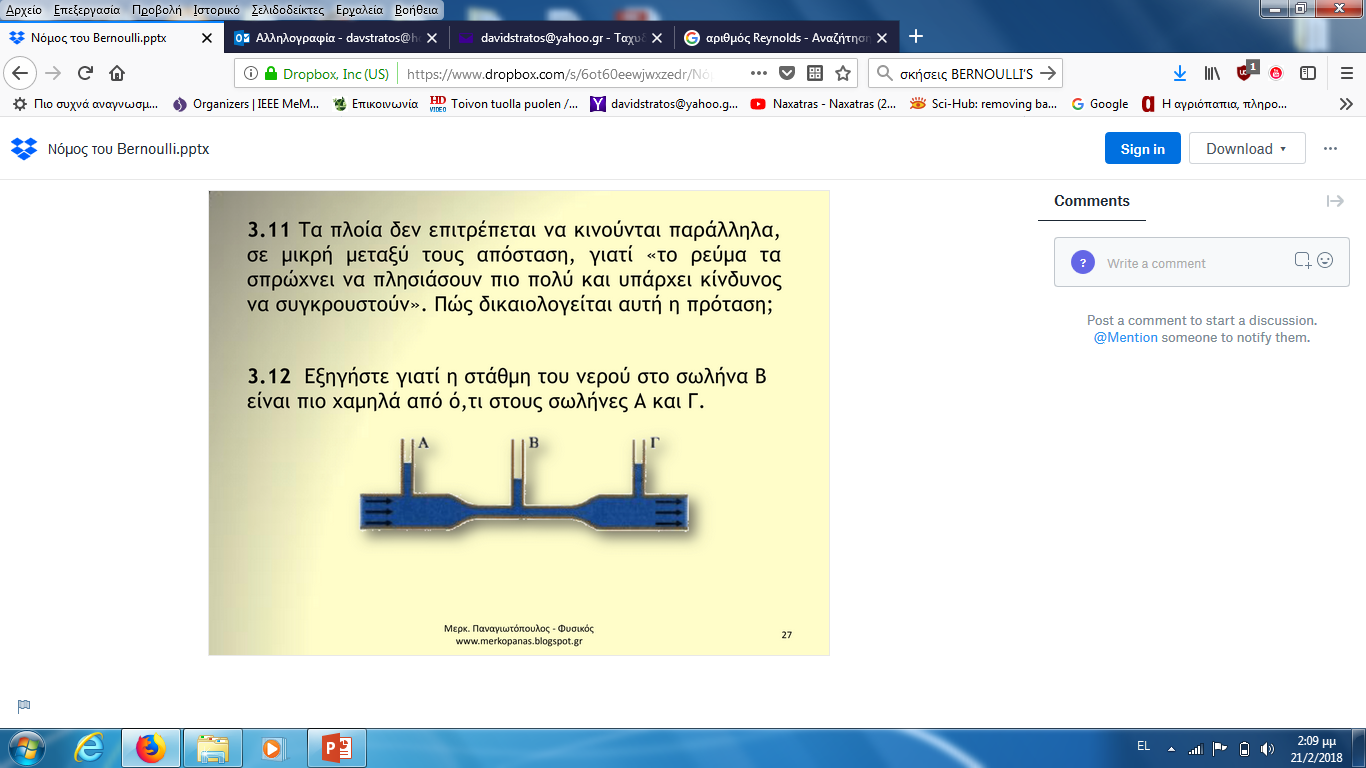 Αρχείο Επεξεργασία Προβολή Ιστορικό Σελιδοδείκτες Εργαλεία Βοήθεια
Νόμος του Bernoulli.pptx
Αλληλογραφία - davstratos@h
davidstratos@yahoo.gr - Ταχυδ
αριθμός Reynolds - Αναζήτηση
Dropbox, Inc (US)
https://www.dropbox.com/s/6ot60eewjwxzedr/Νό
σκήσεις BERNOULLI'S
1
Πιο συχνά αναγνωσμ...
Organizers | IEEE MeM...
Επικοινωνία
HD VIDEO
Toivon tuolla puolen /...
davidstratos@yahoo.g...
Naxatras - Naxatras (2...
Sci-Hub: removing ba...
Google
Η αγριόπαπια, πληρο...
Νόμος του Bernoulli.pptx
Sign in
Download
3.11 Τα πλοία δεν επιτρέπεται να κινούνται παράλληλα,
σε μικρή μεταξύ τους απόσταση, γιατί «το ρεύμα τα
σπρώχνει να πλησιάσουν πιο πολύ και υπάρχει κίνδυνος
να συγκρουστούν». Πώς δικαιολογείται αυτή η πρόταση;
3.12 Εξηγήστε γιατί η στάθμη του νερού στο σωλήνα Β
είναι πιο χαμηλά από ό,τι στους σωλήνες Α και Γ.
Α
Β
Γ
Μερκ. Παναγιωτόπουλος - Φυσικός
www.merkopanas.blogspot.gr
27
Comments
?
Write a comment
Post a comment to start a discussion.
@Mention someone to notify them.
EL
2:09 μμ
21/2/2018